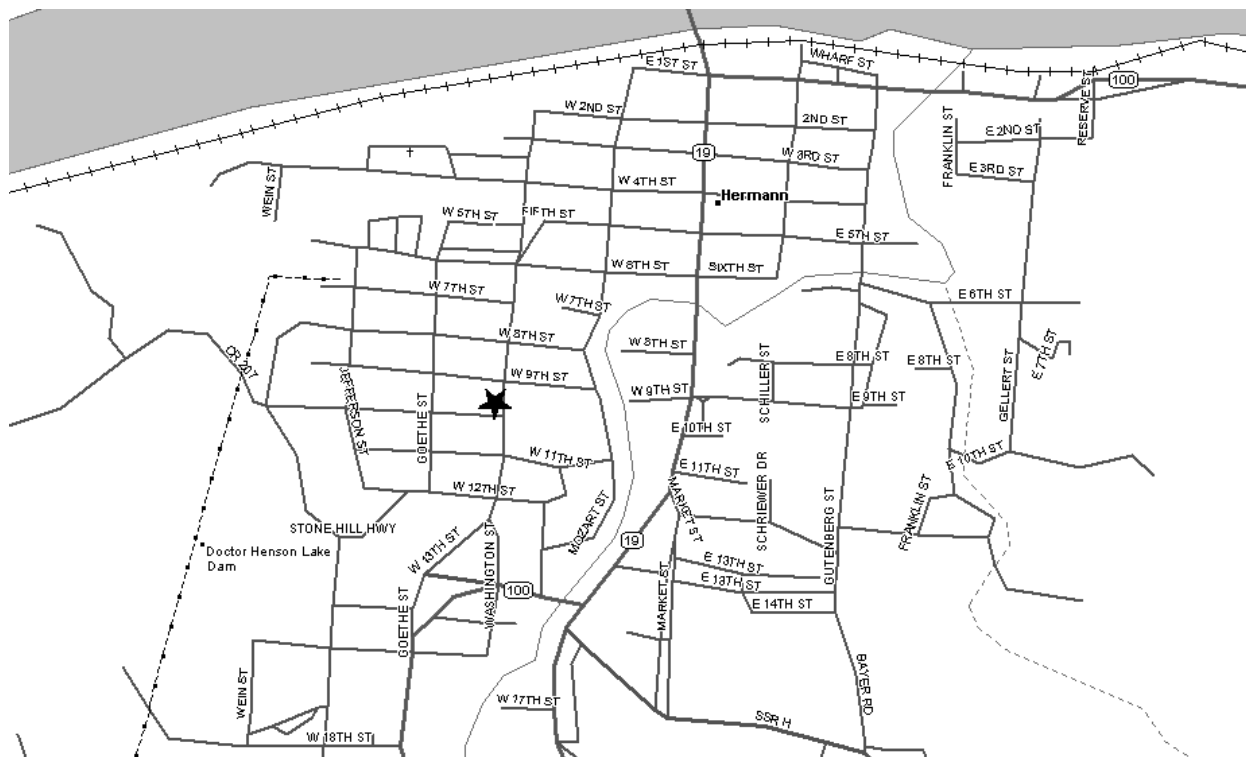 WHARF ST
E 1ST ST
100
RESERVE ST
W 2ND ST
2ND ST
FRANKLIN ST
E 2ND ST
19
W 3RD ST
E 3RD ST
WEIN ST
W 4TH ST
Hermann
W 5TH ST
FIFTH ST
E 5TH ST
W 6TH ST
SIXTH ST
W 7TH ST
W 7TH ST
E 6TH ST
CR 207
W 8TH ST
W 8TH ST
SCHILLER ST
E 8TH ST
E 8TH ST
E 7TH ST
GELLERT ST
JEFFERSON ST
GOETHE ST
W 9TH ST
W 9TH ST
E 9TH ST
E 10TH ST
E 10TH ST
W 11TH ST
E 11TH ST
W 12TH ST
MARKET ST
SCHRIEWER DR
FRANKLIN ST
STONE HILL HWY
W 13TH ST
WASHINGTON ST
MOZART ST
19
GUTENBERG ST
Doctor Henson Lake
Dam
E 13TH ST
E 13TH ST
100
GOETHE ST
MARKET ST
E 14TH ST
WEIN ST
BAYER RD
W 17TH ST
SSR H
W 18TH ST